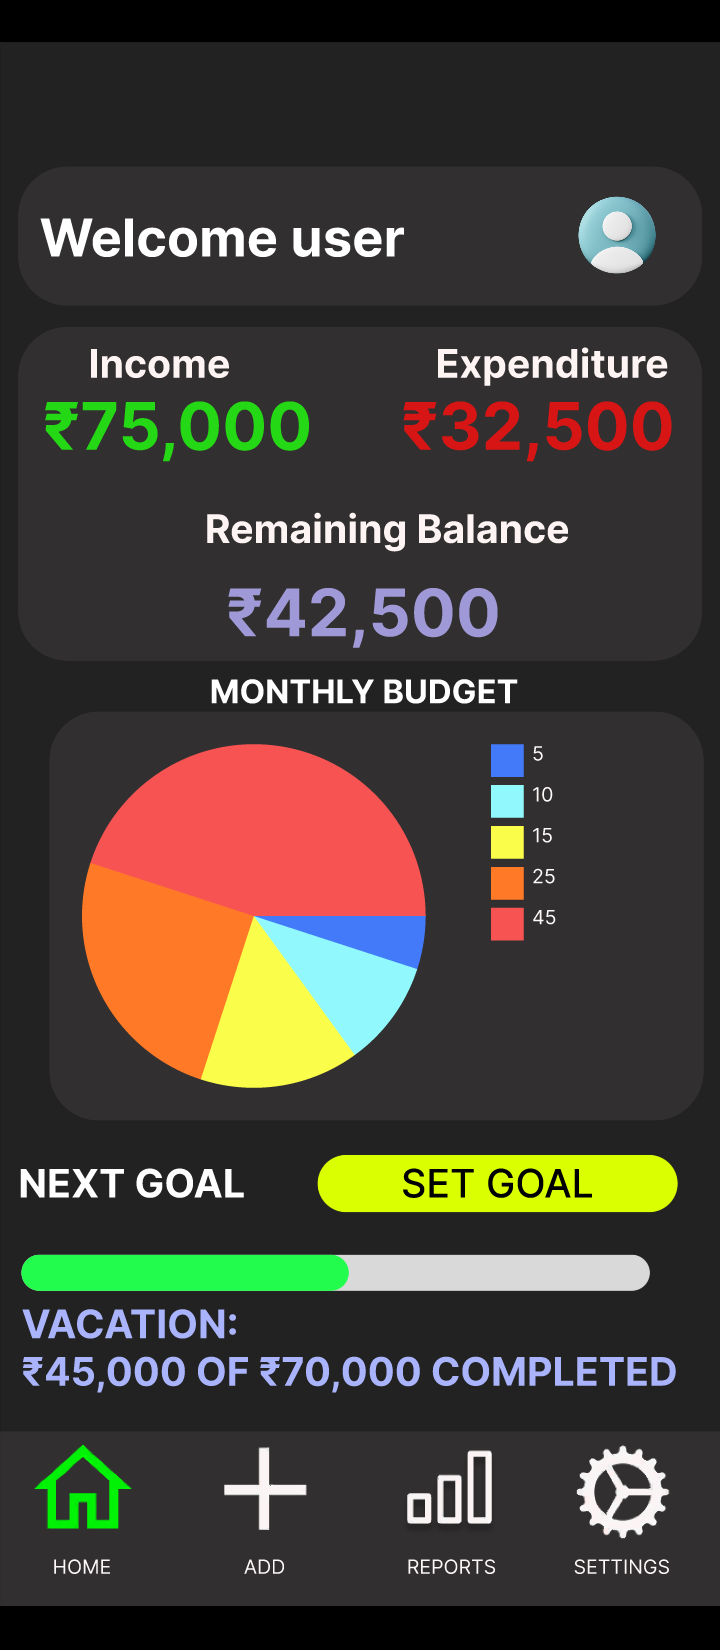 Welcome user
Income
Expenditure
₹75,000
₹32,500
Remaining Balance
₹42,500
MONTHLY BUDGET
5
10
15
25
45
NEXT GOAL
SET GOAL
VACATION:
₹45,000 OF ₹70,000 COMPLETED
HOME
ADD
REPORTS
SETTINGS